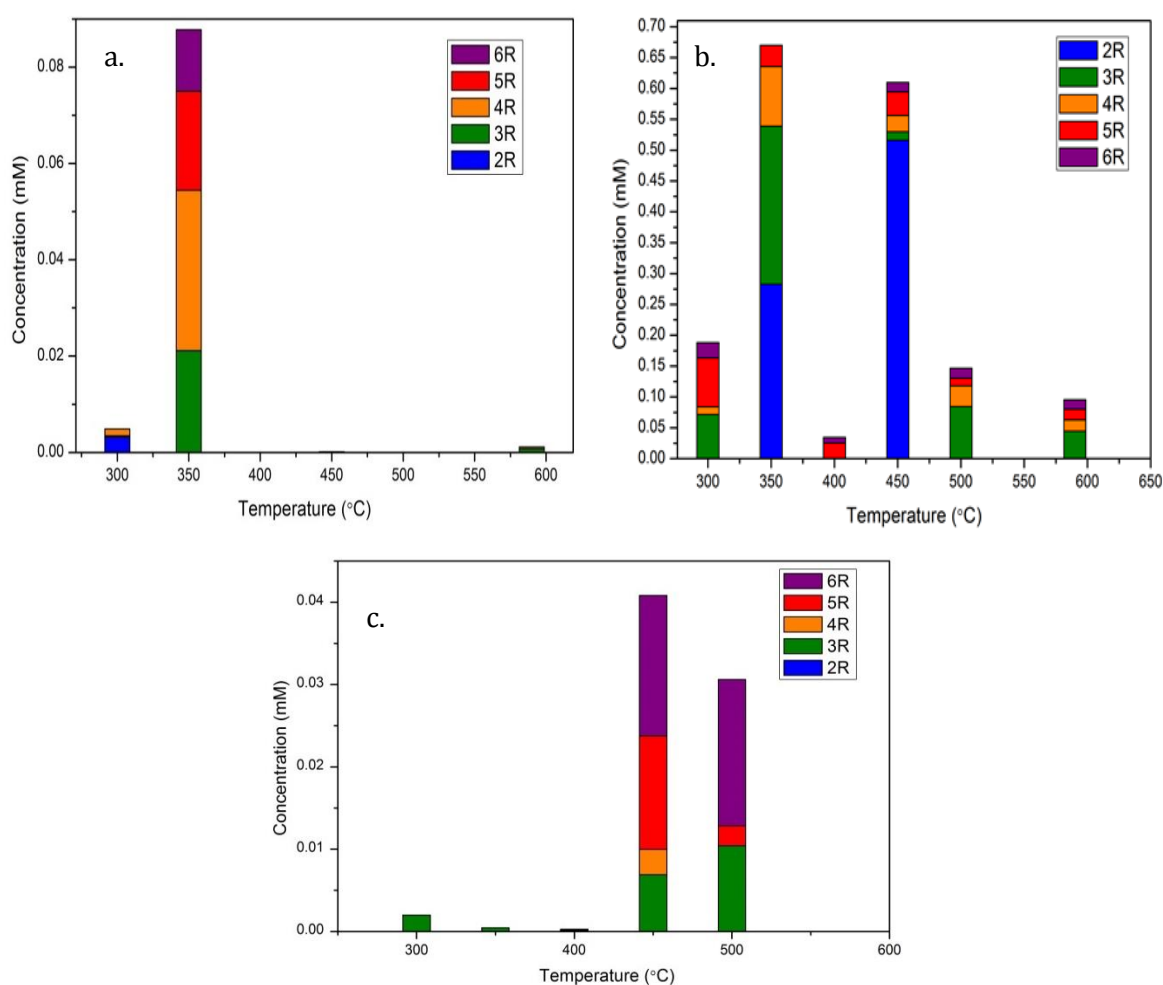 a.
6R
5R
4R
3R
2R
0.08
0.06
0.04
0.02
0.00
Concentration (mM)
300 350 400 450 500 550 600
Temperature (°C)
b.
2R
3R
4R
5R
6R
0.70
0.65
0.60
0.55
0.50
0.45
0.40
0.35
0.30
0.25
0.20
0.15
0.10
0.05
0.00
Concentration (mM)
300 350 400 450 500 550 600 650
Temperature (°C)
c.
6R
5R
4R
3R
2R
0.04
0.03
0.02
0.01
0.00
Concentration (mM)
300 400 500 600
Temperature (°C)